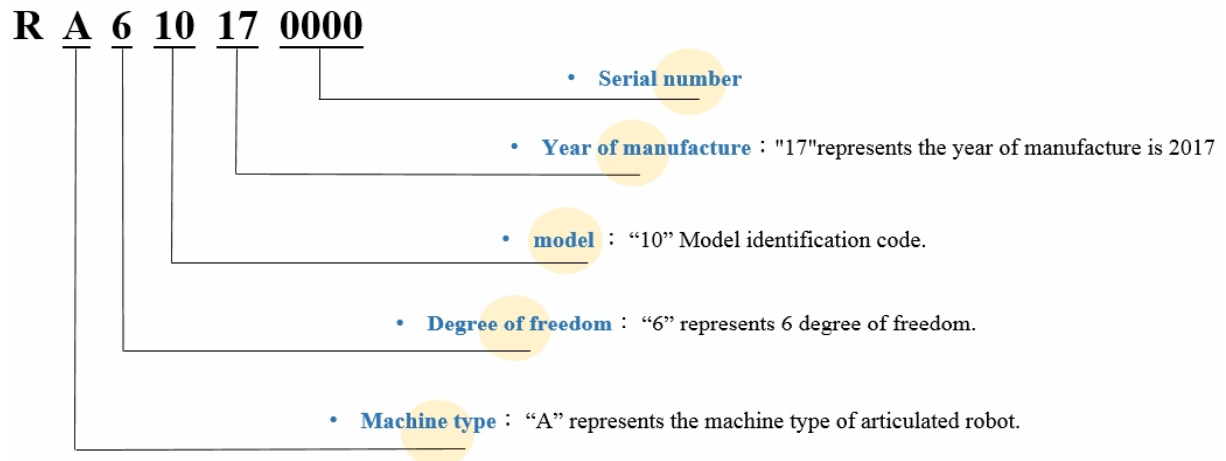 R A 6 10 17 0000
• Serial number
• Year of manufacture："17"represents the year of manufacture is 2017
• model： “10” Model identification code.
• Degree of freedom： “6” represents 6 degree of freedom.
• Machine type： “A” represents the machine type of articulated robot.